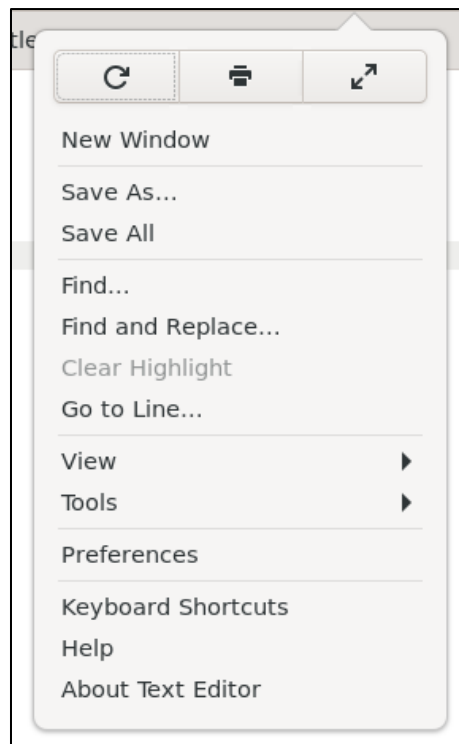 tle
New Window
Save As...
Save All
Find...
Find and Replace...
Clear Highlight
Go to Line...
View
Tools
Preferences
Keyboard Shortcuts
Help
About Text Editor